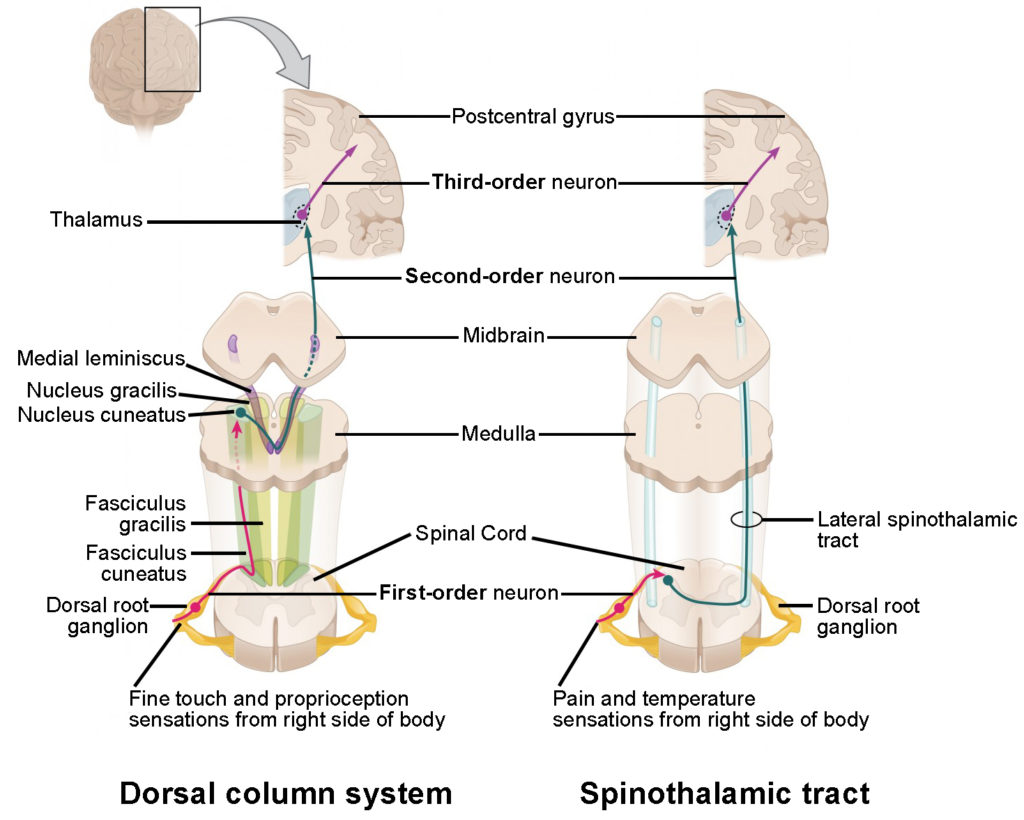 Postcentral gyrus
Third-order neuron
Thalamus
Second-order neuron
Midbrain
Medial leminiscus
Nucleus gracilis
Nucleus cuneatus
Medulla
Fasciculus
gracilis
Fasciculus
cuneatus
Spinal Cord
Lateral spinothalamic
tract
First-order neuron
Dorsal root
ganglion
Dorsal root
ganglion
Fine touch and proprioception
sensations from right side of body
Pain and temperature
sensations from right side of body
Dorsal column system
Spinothalamic tract